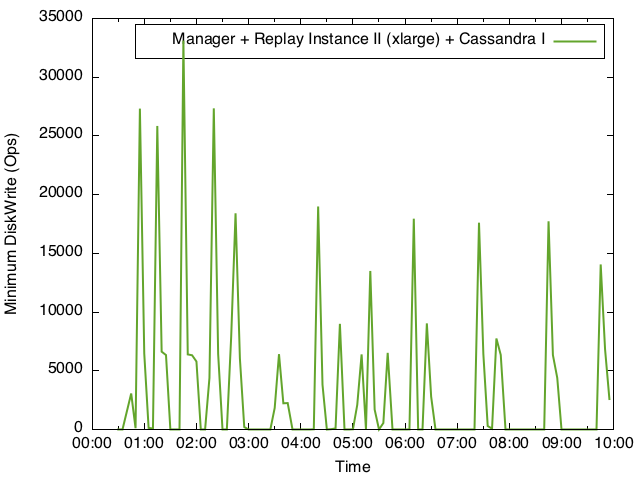 35000
Manager + Replay Instance II (xlarge) + Cassandra I
30000
25000
20000
15000
10000
5000
0
Minimum DiskWrite (Ops)
00:00 01:00 02:00 03:00 04:00 05:00 06:00 07:00 08:00 09:00 10:00
Time